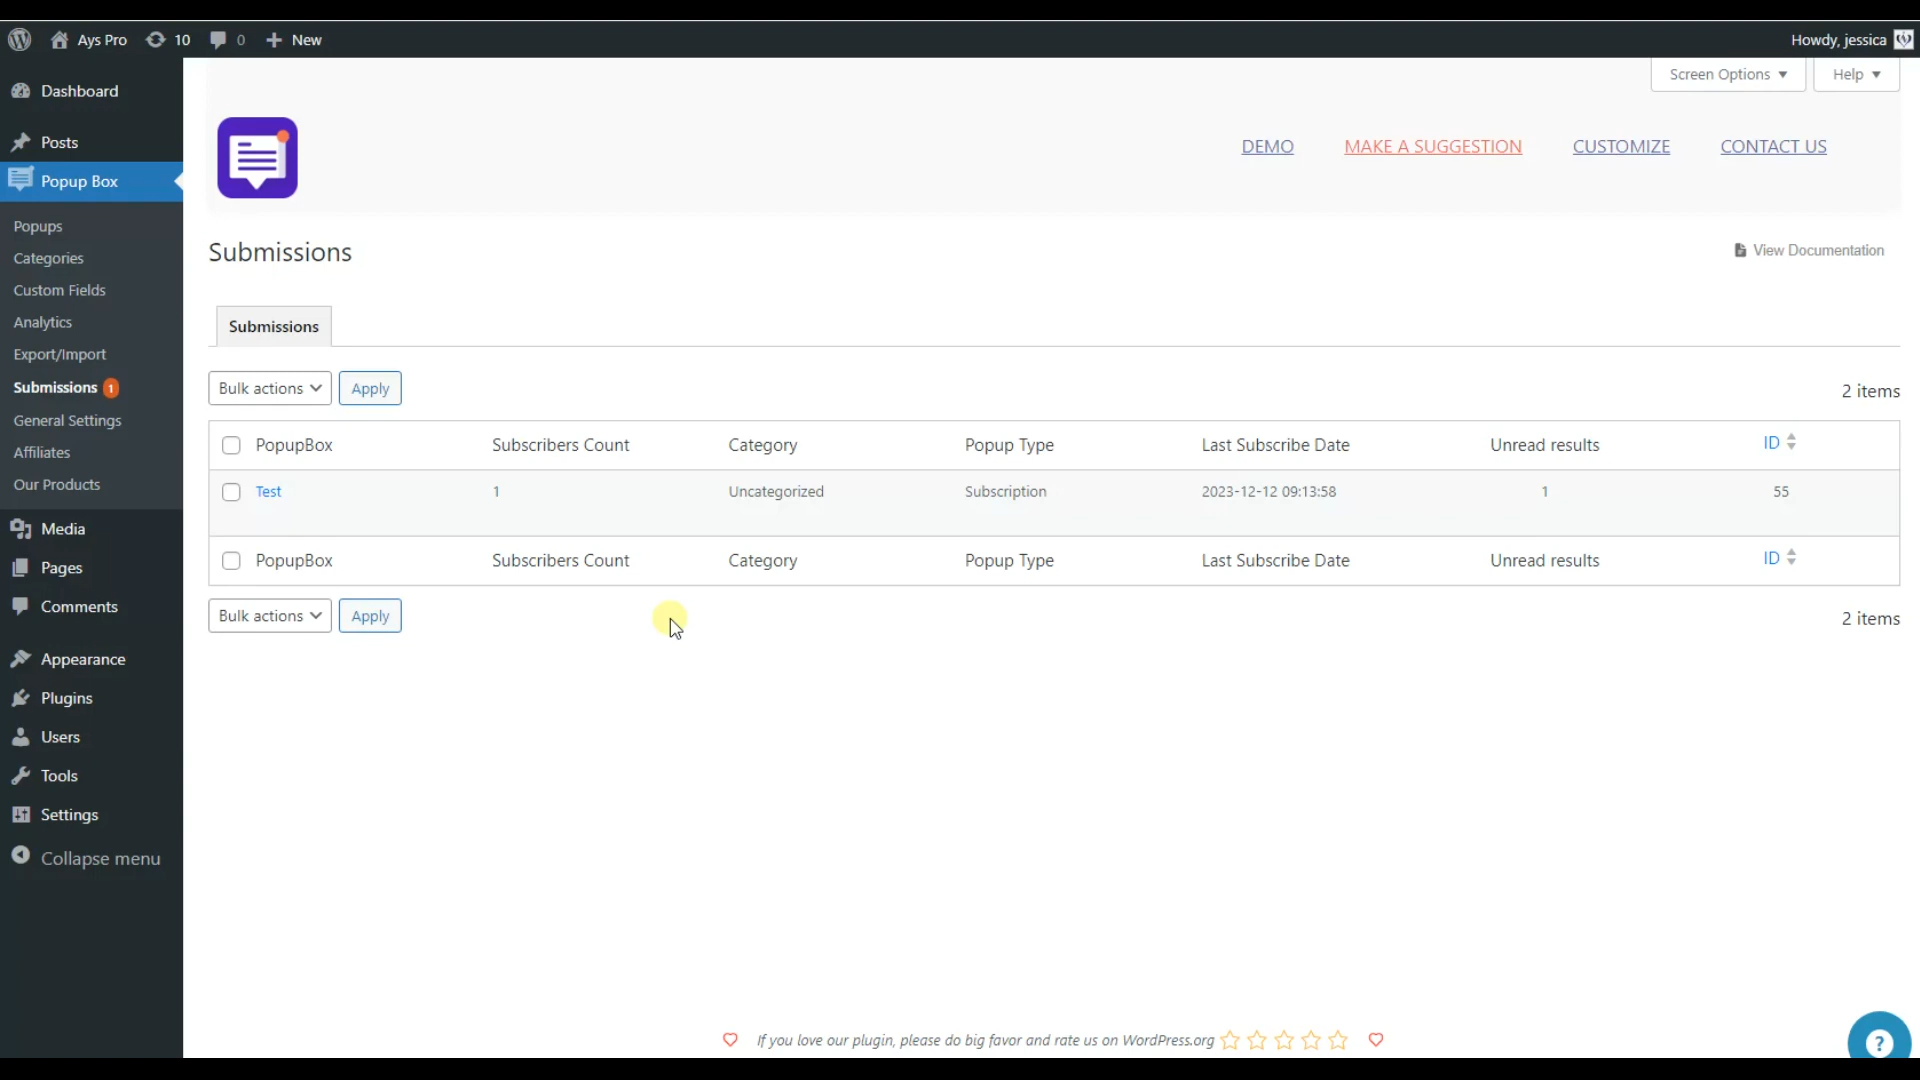 Ays Pro 10 0 New Howdy, jessica
Screen Options Help
Dashboard
Posts
Popup Box
Popups
Categories
Custom Fields
Analytics
Export/Import
Submissions 1
General Settings
Affiliates
Our Products
Media
Pages
Comments
Appearance
Plugins
Users
Tools
Settings
Collapse menu
DEMO MAKE A SUGGESTION CUSTOMIZE CONTACT US
Submissions
View Documentation
Submissions
Bulk actions Apply 2 items
PopupBox Subscribers Count Category Popup Type Last Subscribe Date Unread results ID
Test 1 Uncategorized Subscription 2023-12-12 09:13:58 1 55
PopupBox Subscribers Count Category Popup Type Last Subscribe Date Unread results ID
Bulk actions Apply 2 items
If you love our plugin, please do big favor and rate us on WordPress.org
?